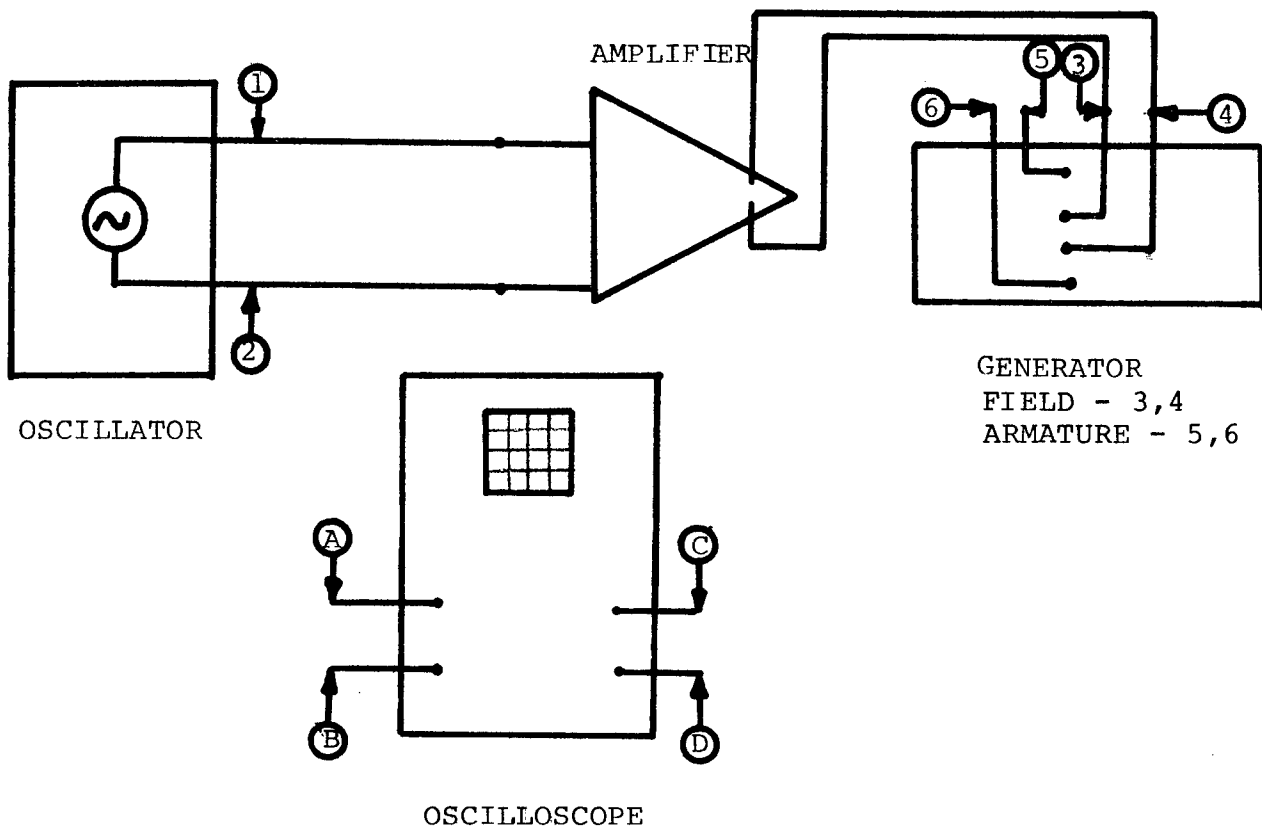 AMPLIFIER
1
5
3
6
4
2
OSCILLATOR
GENERATOR
FIELD - 3,4
ARMATURE - 5,6
A
C
B
D
OSCILLOSCOPE